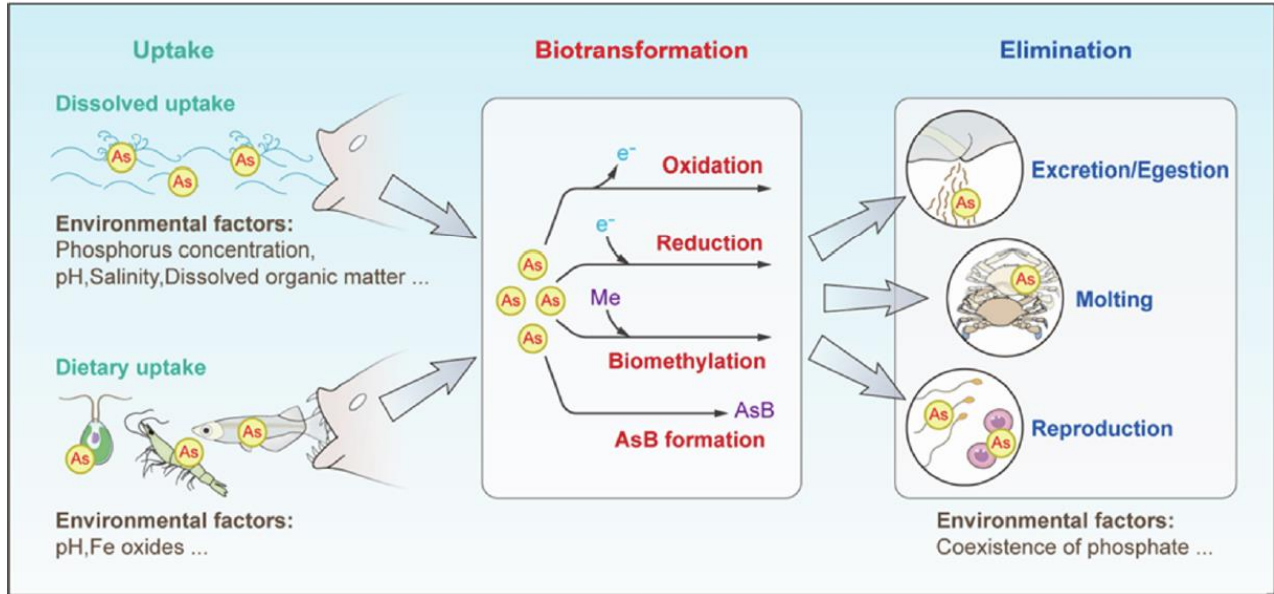 Uptake
Biotransformation
Elimination
Dissolved uptake
As
As
As
Environmental factors:
Phosphorus concentration,
pH,Salinity,Dissolved organic matter ...
Dietary uptake
As
As
As
Environmental factors:
pH,Fe oxides ...
e⁻
Oxidation
e⁻
Reduction
As
As
As
Me
As
Biomethylation
AsB
AsB formation
Excretion/Egestion
As
As
Molting
As
As
Reproduction
Environmental factors:
Coexistence of phosphate ...